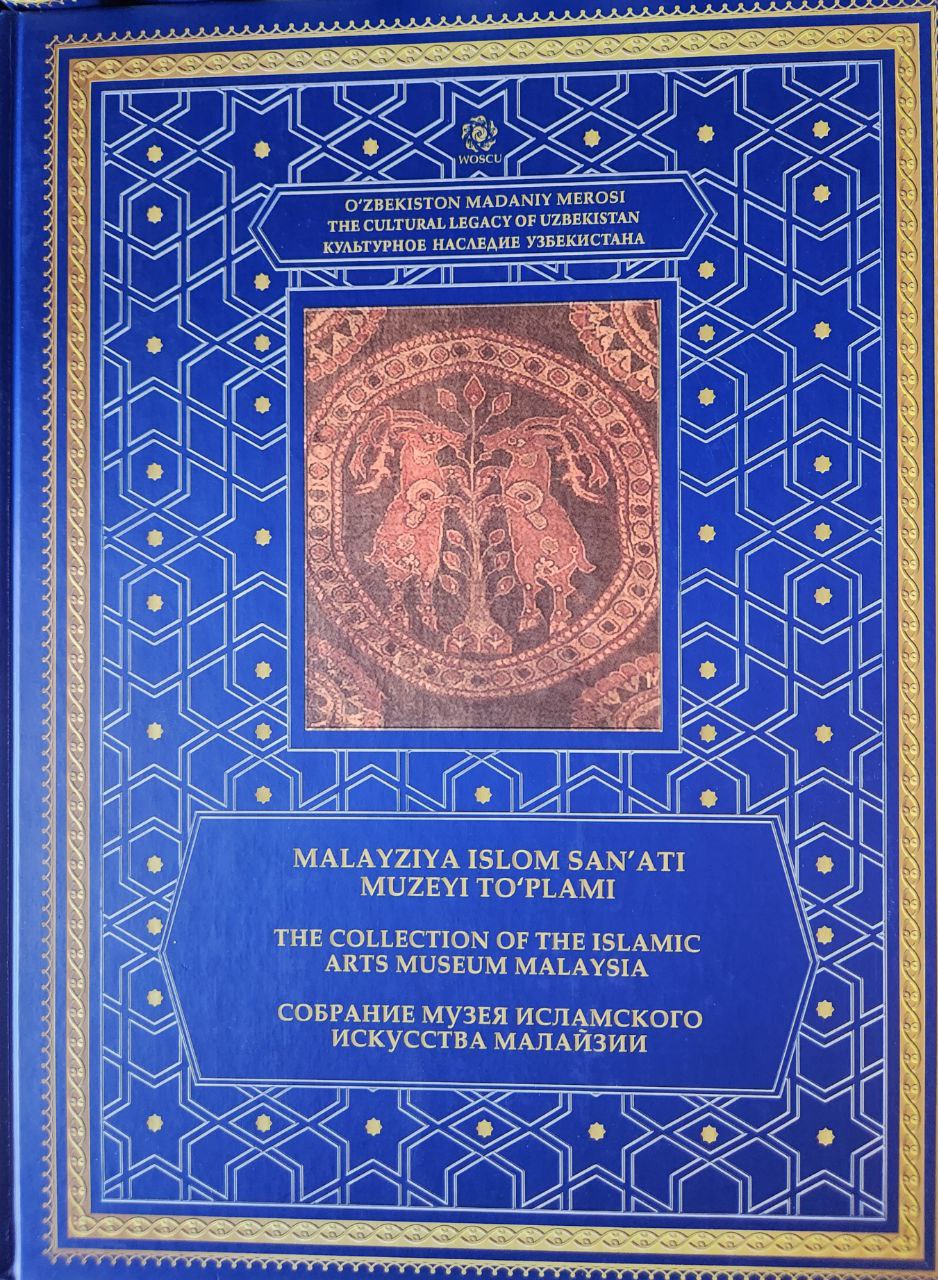 WOSCU
O‘ZBEKISTON MADANIY MEROSI
THE CULTURAL LEGACY OF UZBEKISTAN
КУЛЬТУРНОЕ НАСЛЕДИЕ УЗБЕКИСТАНА
MALAYZIYA ISLOM SAN’ATI
MUZEYI TO‘PLAMI
THE COLLECTION OF THE ISLAMIC
ARTS MUSEUM MALAYSIA
СОБРАНИЕ МУЗЕЯ ИСЛАМСКОГО
ИСКУССТВА МАЛАЙЗИИ